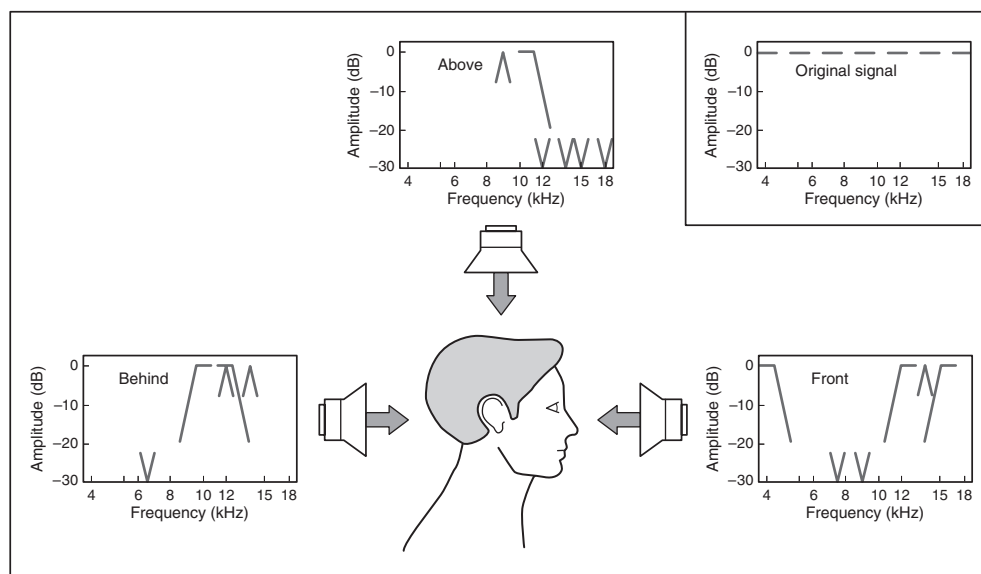 Amplitude (dB)
0
–10
–20
–30
Above
4 6 8 10 12 15 18
Frequency (kHz)
Amplitude (dB)
0
–10
–20
–30
Original signal
4 6 8 10 12 15 18
Frequency (kHz)
Amplitude (dB)
0
–10
–20
–30
Behind
4 6 8 10 12 15 18
Frequency (kHz)
Amplitude (dB)
0
–10
–20
–30
Front
4 6 8 10 12 15 18
Frequency (kHz)